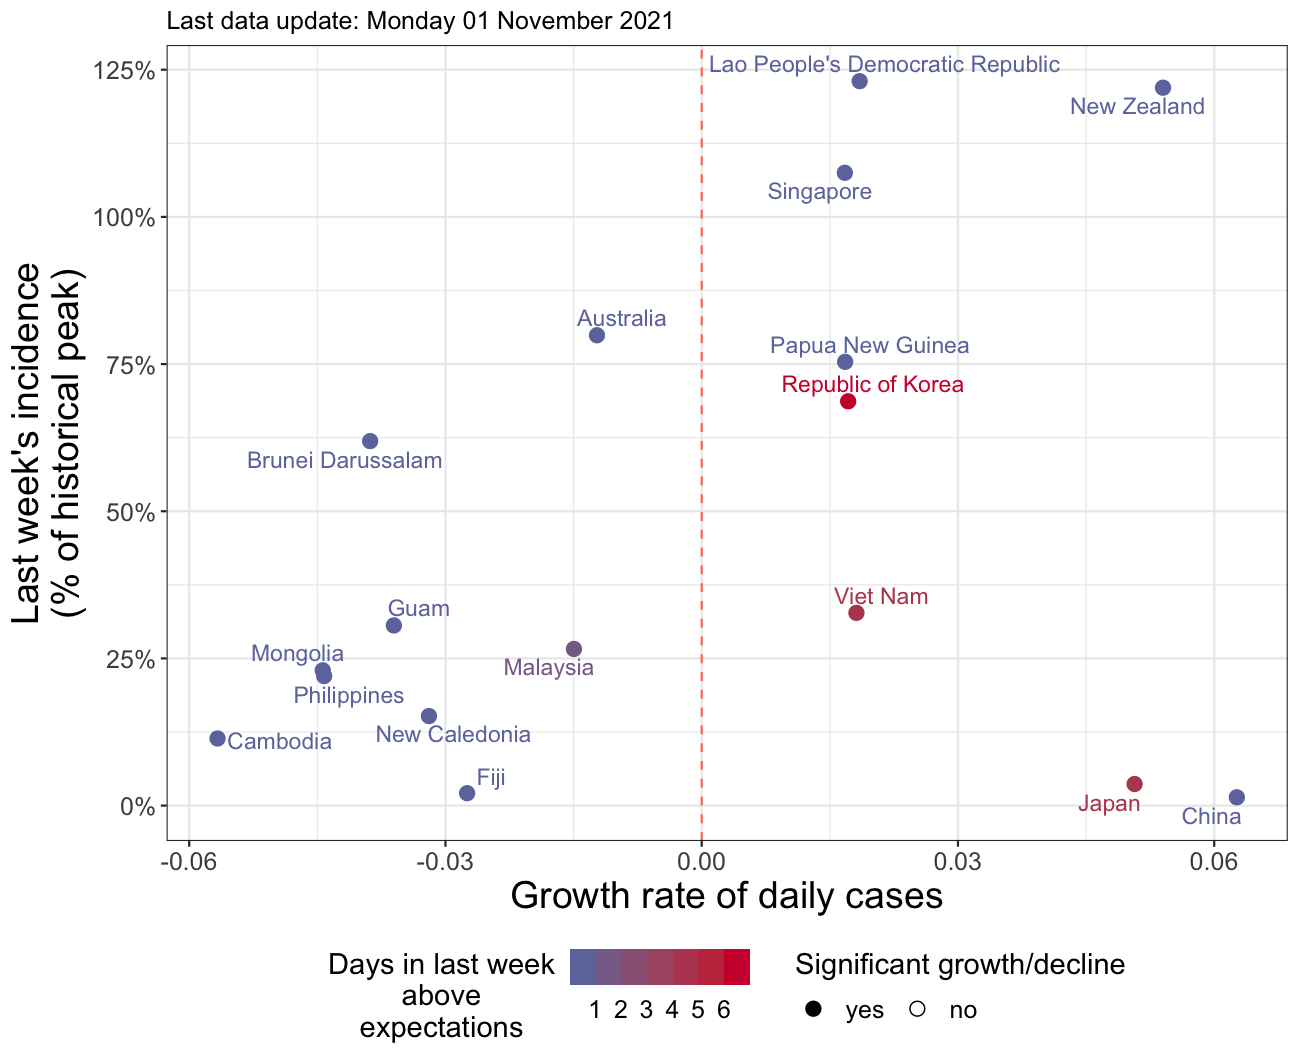 Last data update: Monday 01 November 2021
Last week's incidence
(% of historical peak)
125%
100%
75%
50%
25%
0%
Lao People's Democratic Republic
New Zealand
Singapore
Australia
Papua New Guinea
Republic of Korea
Brunei Darussalam
Viet Nam
Guam
Mongolia
Malaysia
Philippines
New Caledonia
Cambodia
Fiji
Japan
China
-0.06 -0.03 0.00 0.03 0.06
Growth rate of daily cases
Days in last week
above
expectations
1 2 3 4 5 6
Significant growth/decline
yes no